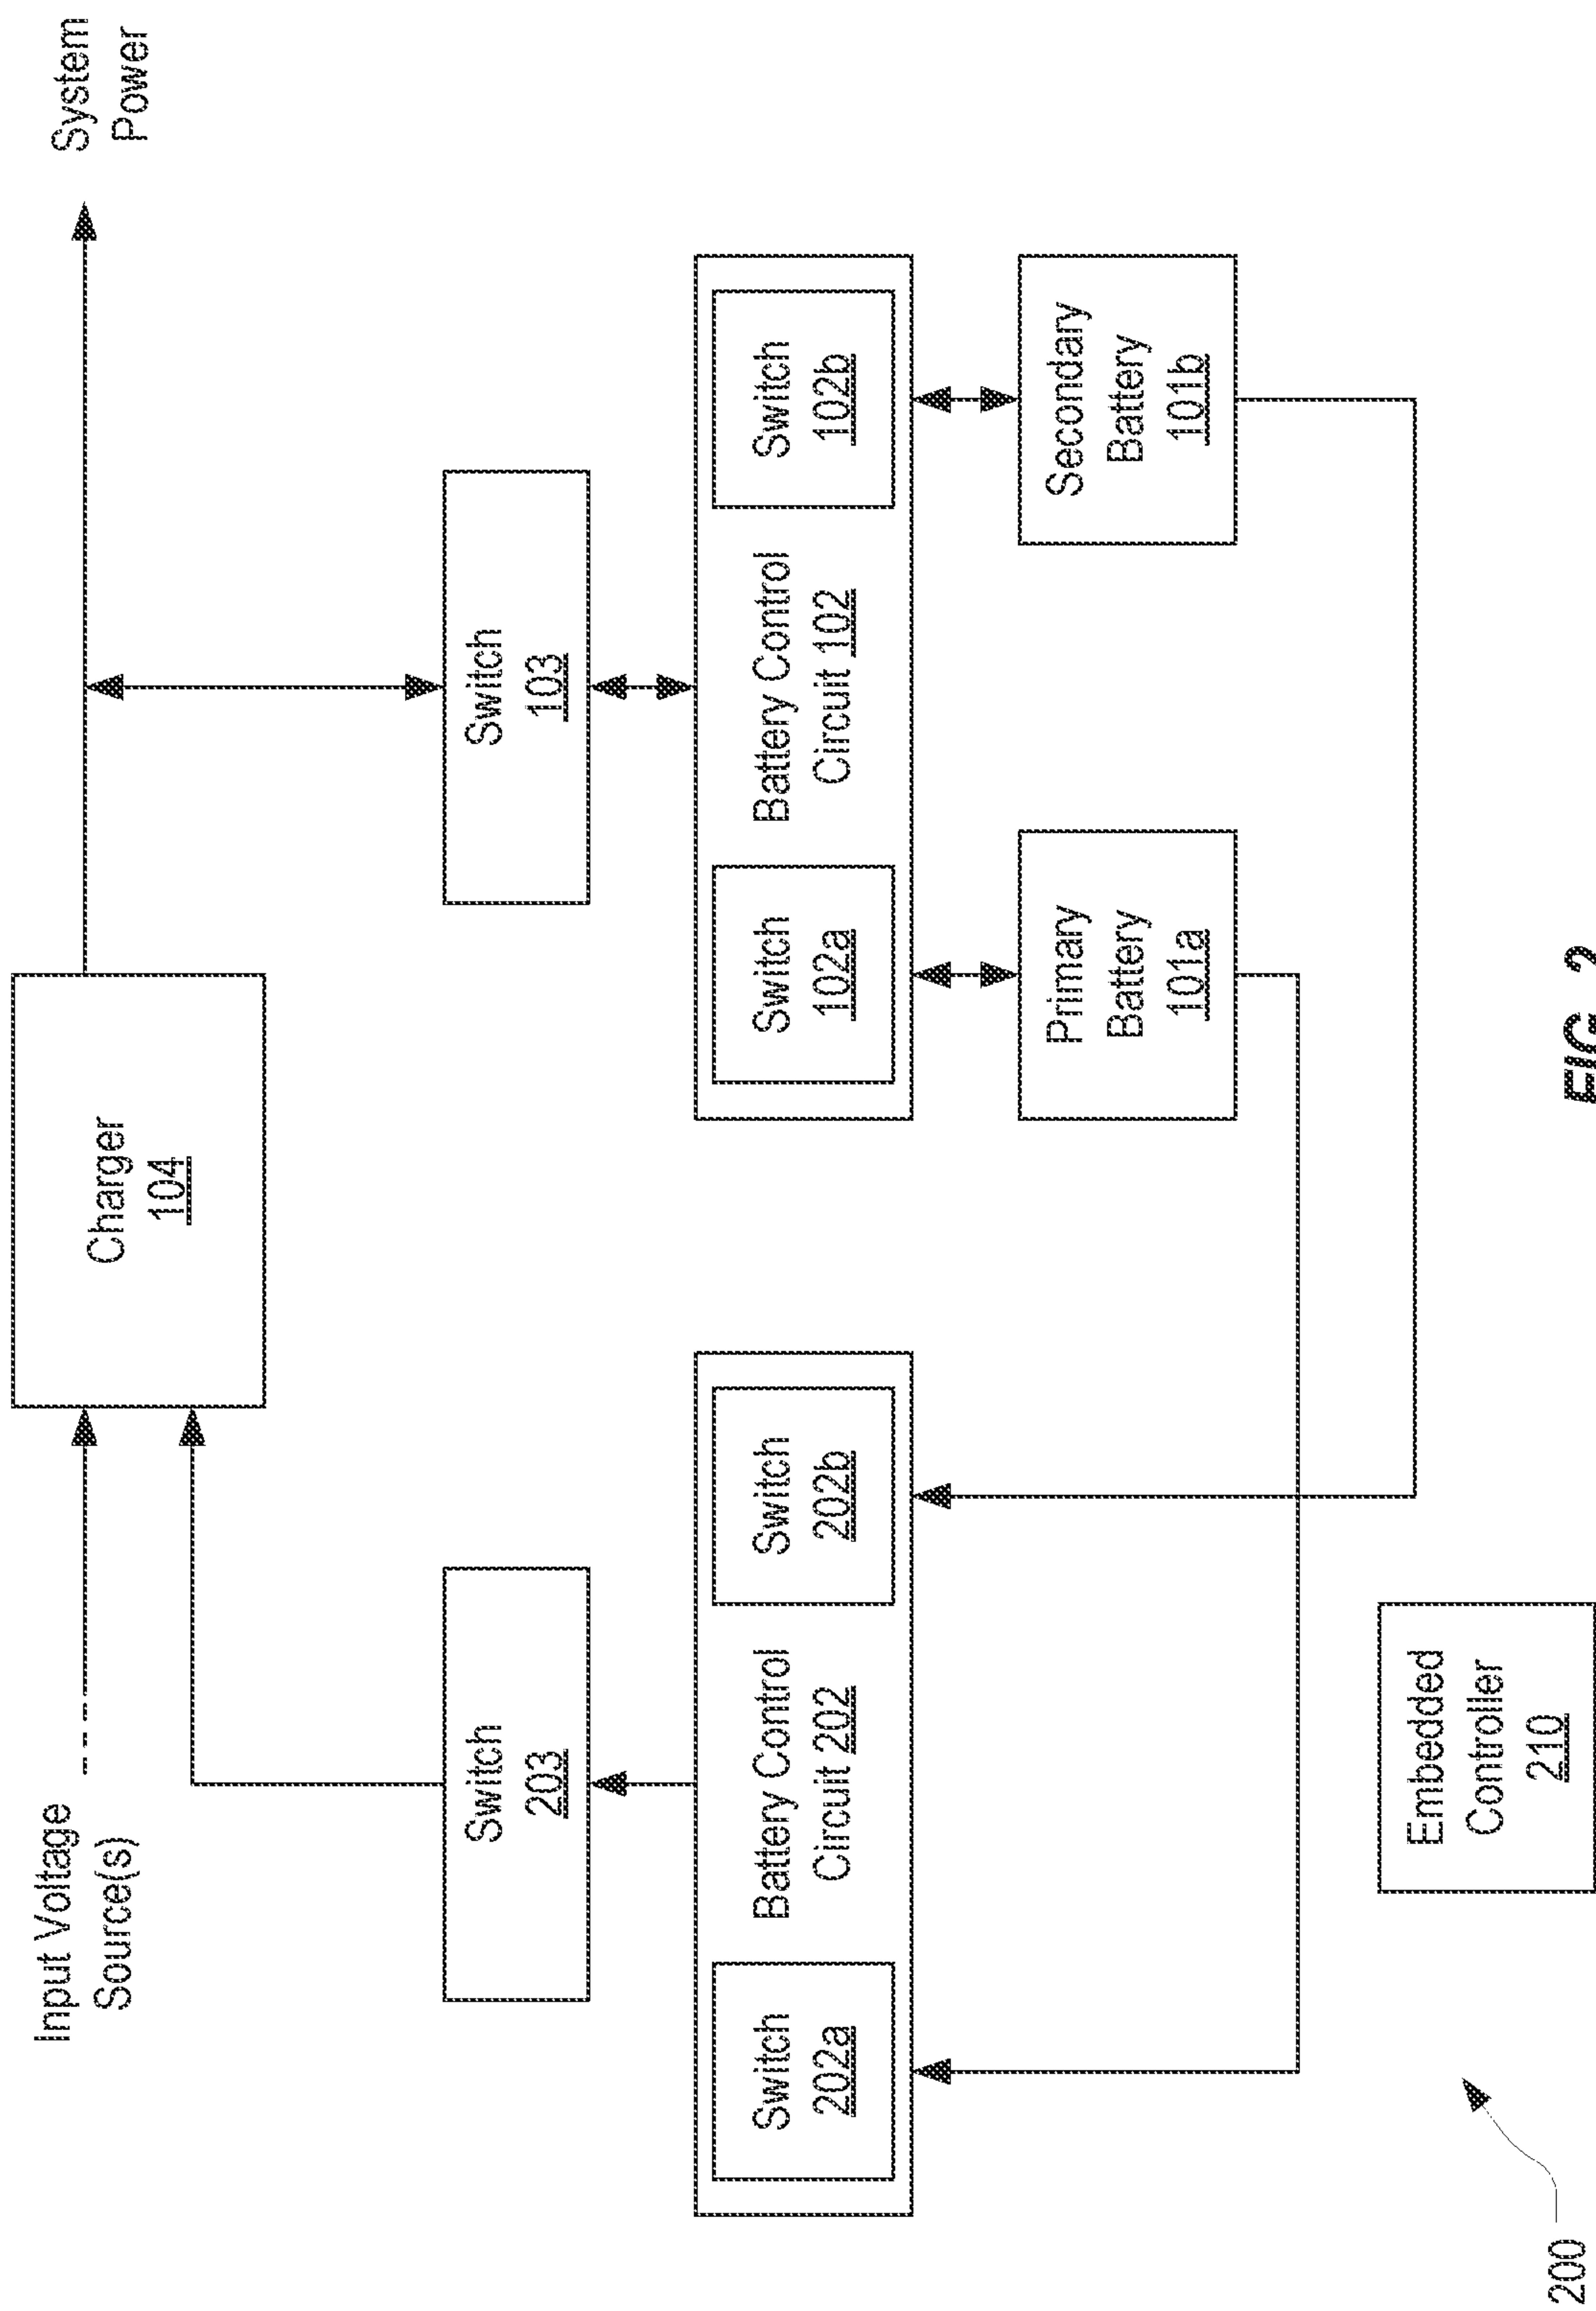 Input Voltage
Source(s)
Charger
104
System
Power
Switch
203
Switch
103
Switch
202a
Battery Control
Circuit 202
Switch
202b
Switch
102a
Battery Control
Circuit 102
Switch
102b
Primary
Battery
101a
Secondary
Battery
101b
Embedded
Controller
210
200
FIG. 2